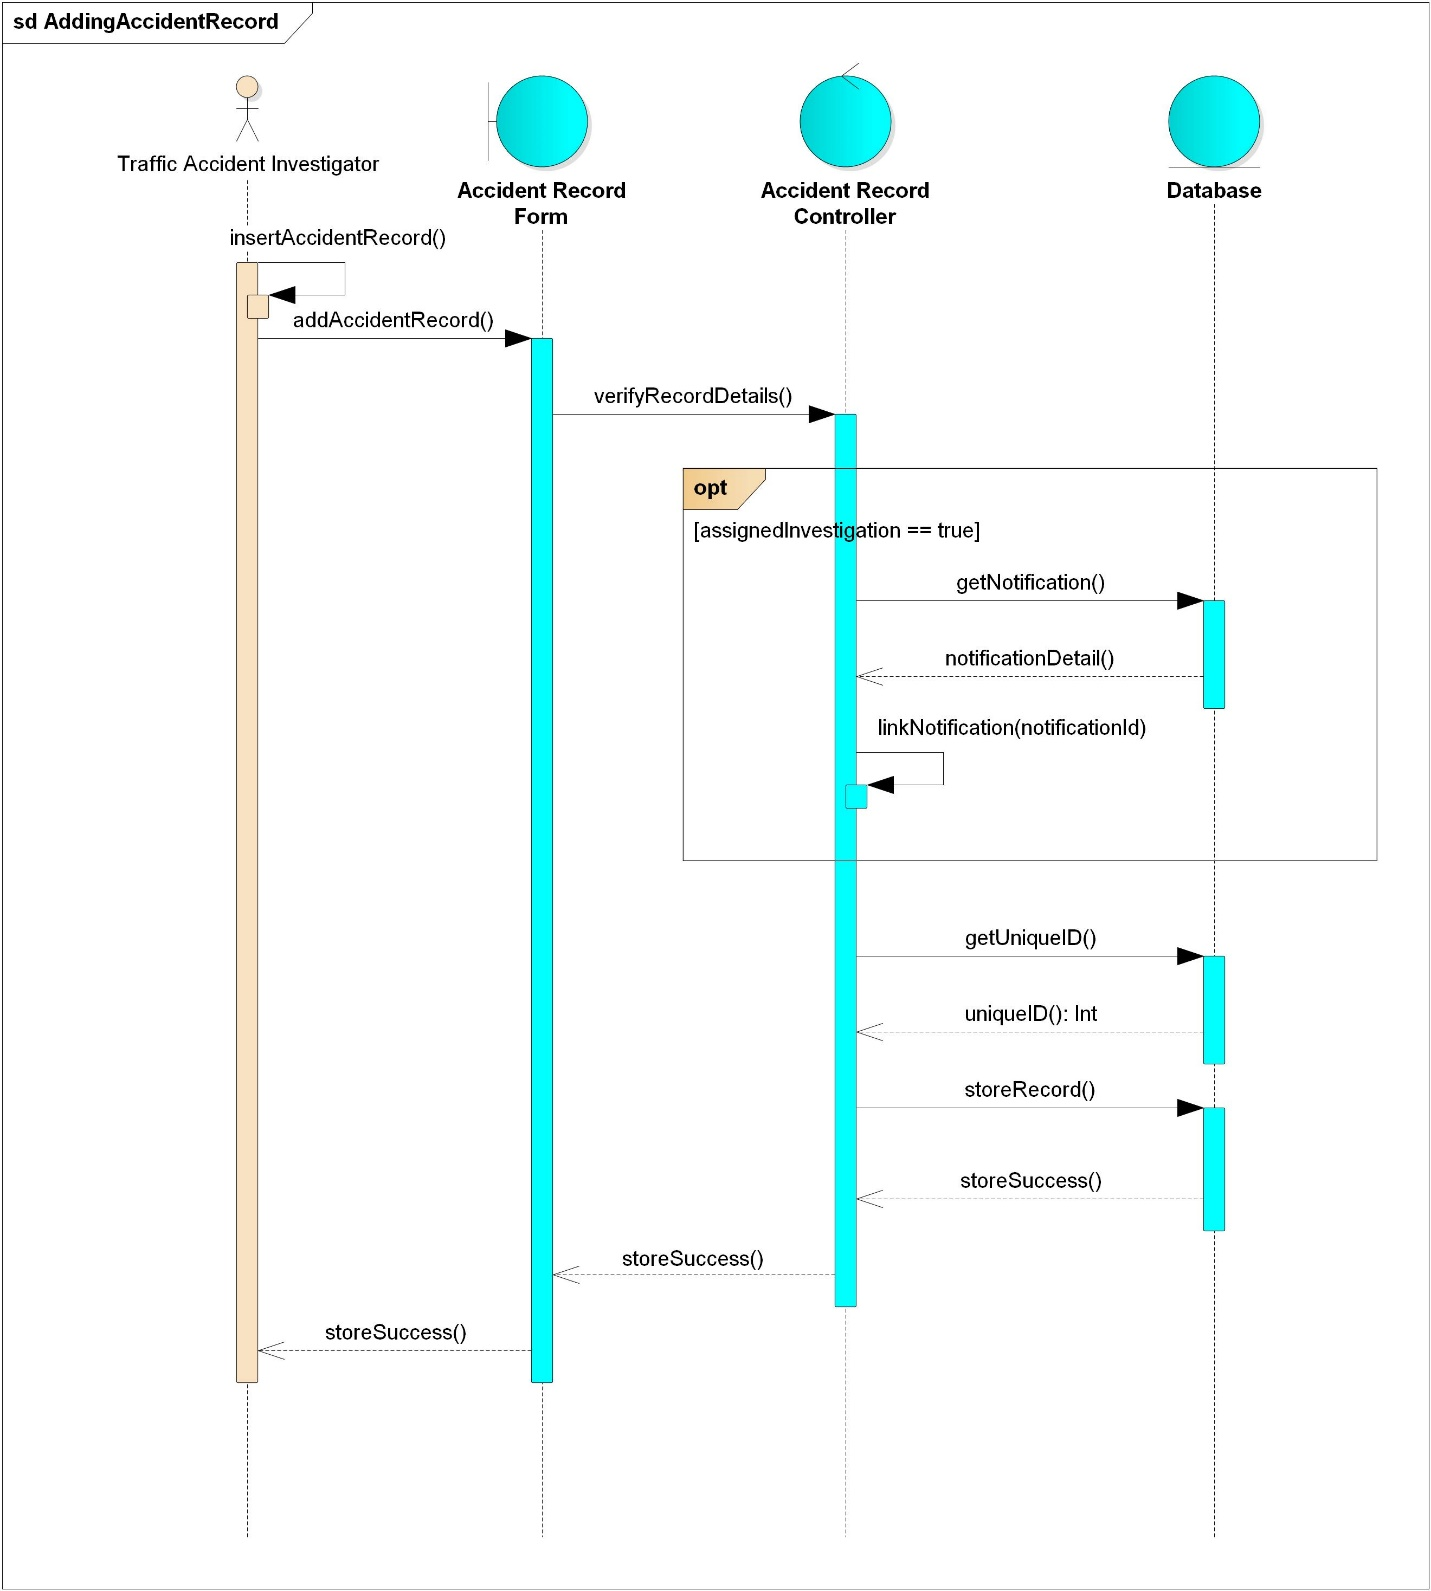 sd AddingAccidentRecord
Traffic Accident Investigator
Accident Record
Form
Accident Record
Controller
Database
insertAccidentRecord()
addAccidentRecord()
verifyRecordDetails()
opt
[assignedInvestigation == true]
getNotification()
notificationDetail()
linkNotification(notificationId)
getUniqueID()
uniqueID(): Int
storeRecord()
storeSuccess()
storeSuccess()
storeSuccess()